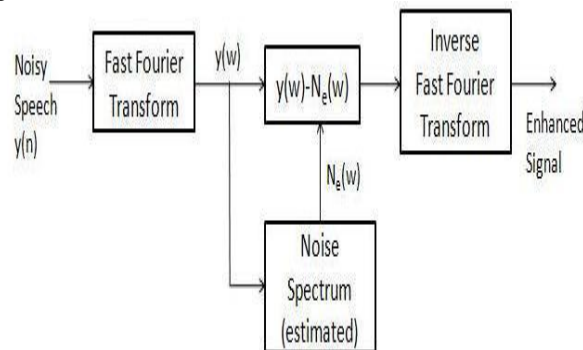 Noisy
Speech
y(n)
Fast Fourier
Transform
y(w)
y(w)-Nₑ(w)
Nₑ(w)
Noise
Spectrum
(estimated)
Inverse
Fast Fourier
Transform
Enhanced
Signal